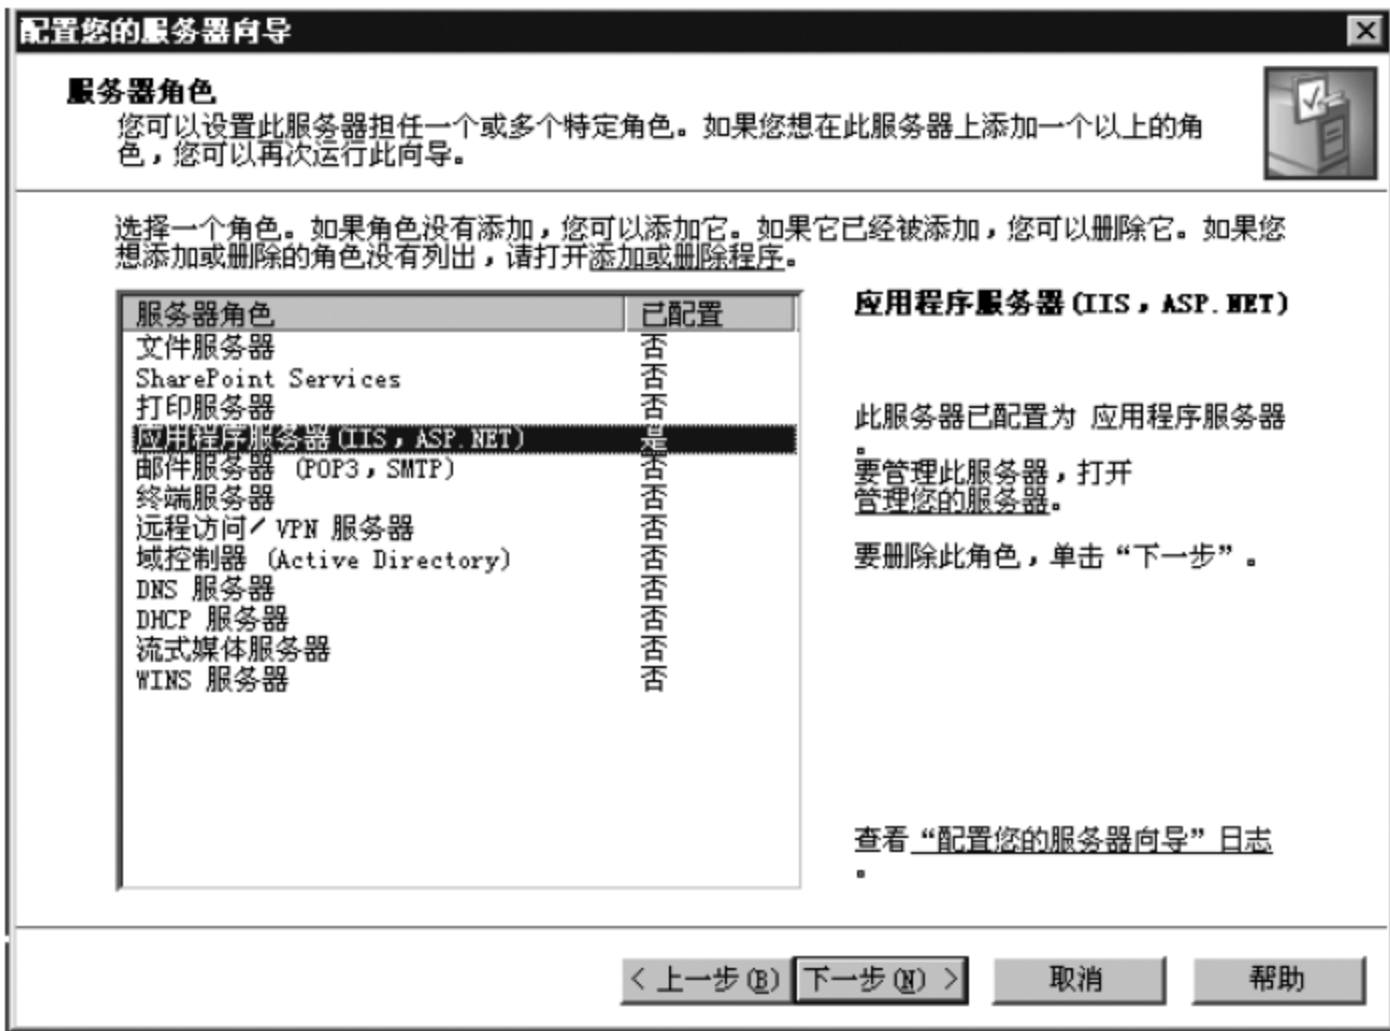 配置您的服务器向导
服务器角色
您可以设置此服务器担任一个或多个特定角色。如果您想在此服务器上添加一个以上的角
色，您可以再次运行此向导。
选择一个角色。如果角色没有添加，您可以添加它。如果它已经被添加，您可以删除它。如果您
想添加或删除的角色没有列出，请打开添加或删除程序。
服务器角色 已配置
文件服务器 否
SharePoint Services 否
打印服务器 否
应用程序服务器(IIS，ASP.NET) 是
邮件服务器 (POP3，SMTP) 否
终端服务器 否
远程访问/ VPN 服务器 否
域控制器 (Active Directory) 否
DNS 服务器 否
DHCP 服务器 否
流式媒体服务器 否
WINS 服务器 否
应用程序服务器(IIS，ASP.NET)
此服务器已配置为 应用程序服务器
。
要管理此服务器，打开
管理您的服务器。
要删除此角色，单击“下一步”。
查看“配置您的服务器向导”日志
。
< 上一步(B) 下一步(N) > 取消 帮助